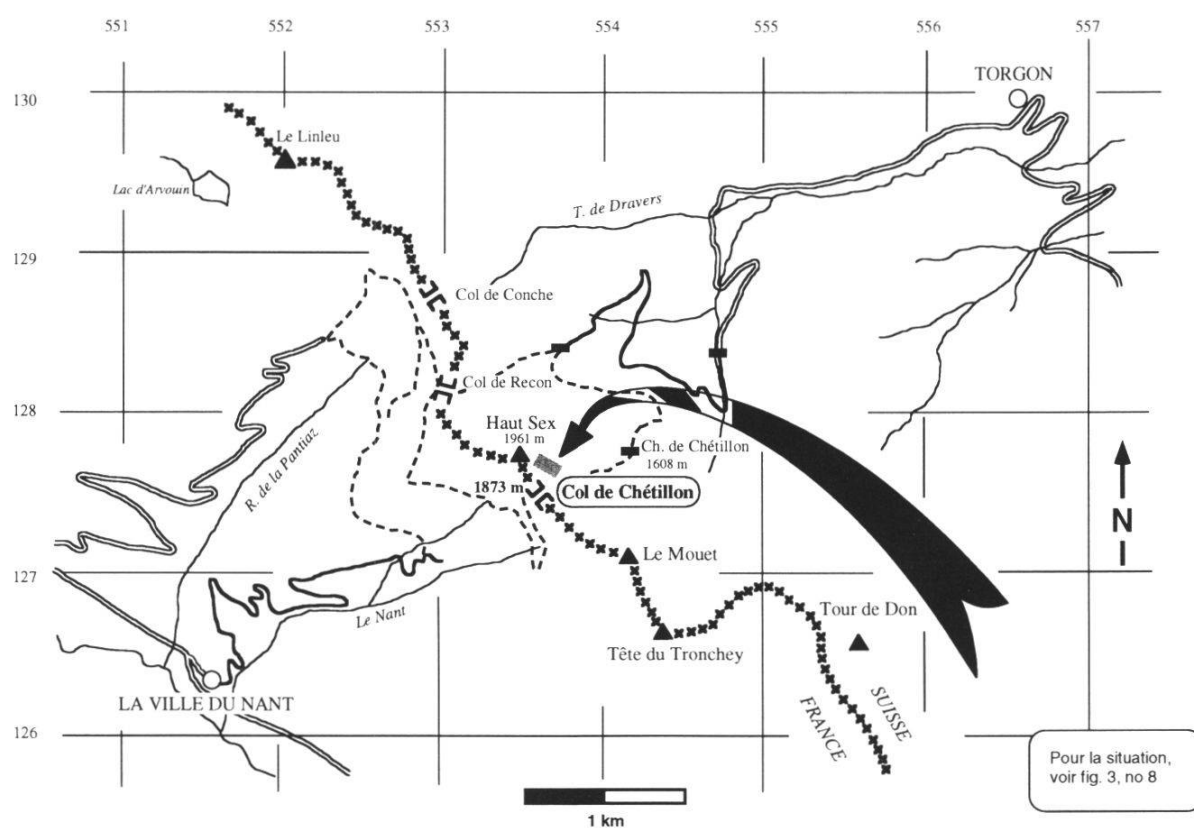 551 552 553 554 555 556 557
TORGON
130
Le Linleu
Lac d'Arvouin
T. de Dravers
129
Col de Conche
Col de Recon
128
Haut Sex
1961 m
Ch. de Chétillon
1608 m
R. de la Pantiaz
1873 m
Col de Chétillon
N
Le Mouet
127
Tour de Don
Le Nant
Tête du Tronchey
LA VILLE DU NANT
SUISSE
FRANCE
126
Pour la situation,
voir fig. 3, no 8
1 km